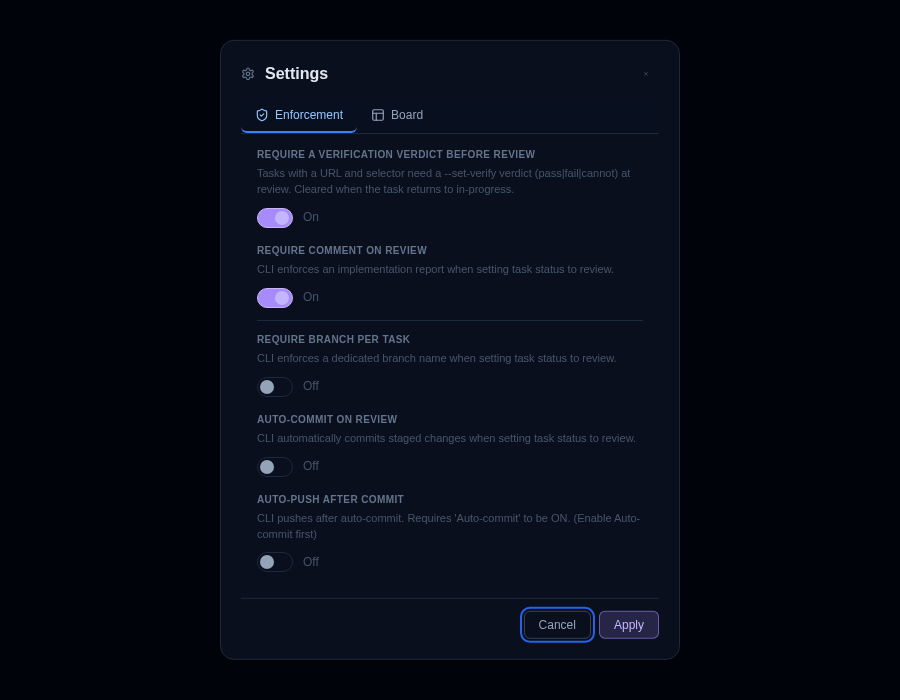 Settings
×
Enforcement
Board
REQUIRE A VERIFICATION VERDICT BEFORE REVIEW
Tasks with a URL and selector need a --set-verify verdict (pass|fail|cannot) at
review. Cleared when the task returns to in-progress.
On
REQUIRE COMMENT ON REVIEW
CLI enforces an implementation report when setting task status to review.
On
REQUIRE BRANCH PER TASK
CLI enforces a dedicated branch name when setting task status to review.
Off
AUTO-COMMIT ON REVIEW
CLI automatically commits staged changes when setting task status to review.
Off
AUTO-PUSH AFTER COMMIT
CLI pushes after auto-commit. Requires 'Auto-commit' to be ON. (Enable Auto-
commit first)
Off
Cancel
Apply